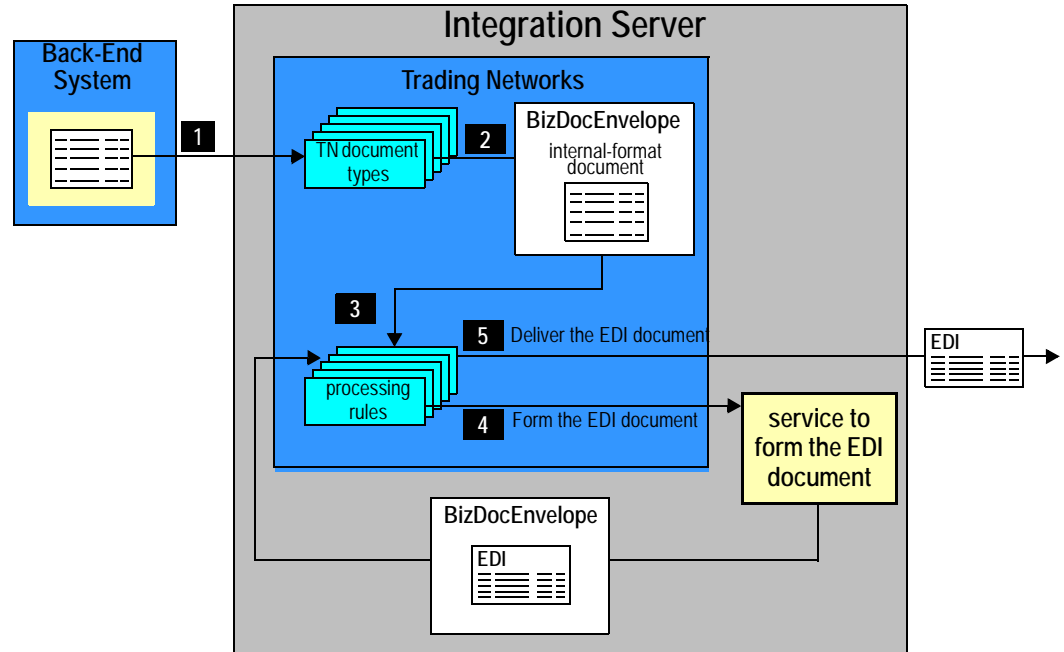 Integration Server
Back-End
System
Trading Networks
1
TN document
types
2
BizDocEnvelope
internal-format
document
3
5
Deliver the EDI document
EDI
processing
rules
4
Form the EDI document
service to
form the EDI
document
BizDocEnvelope
EDI